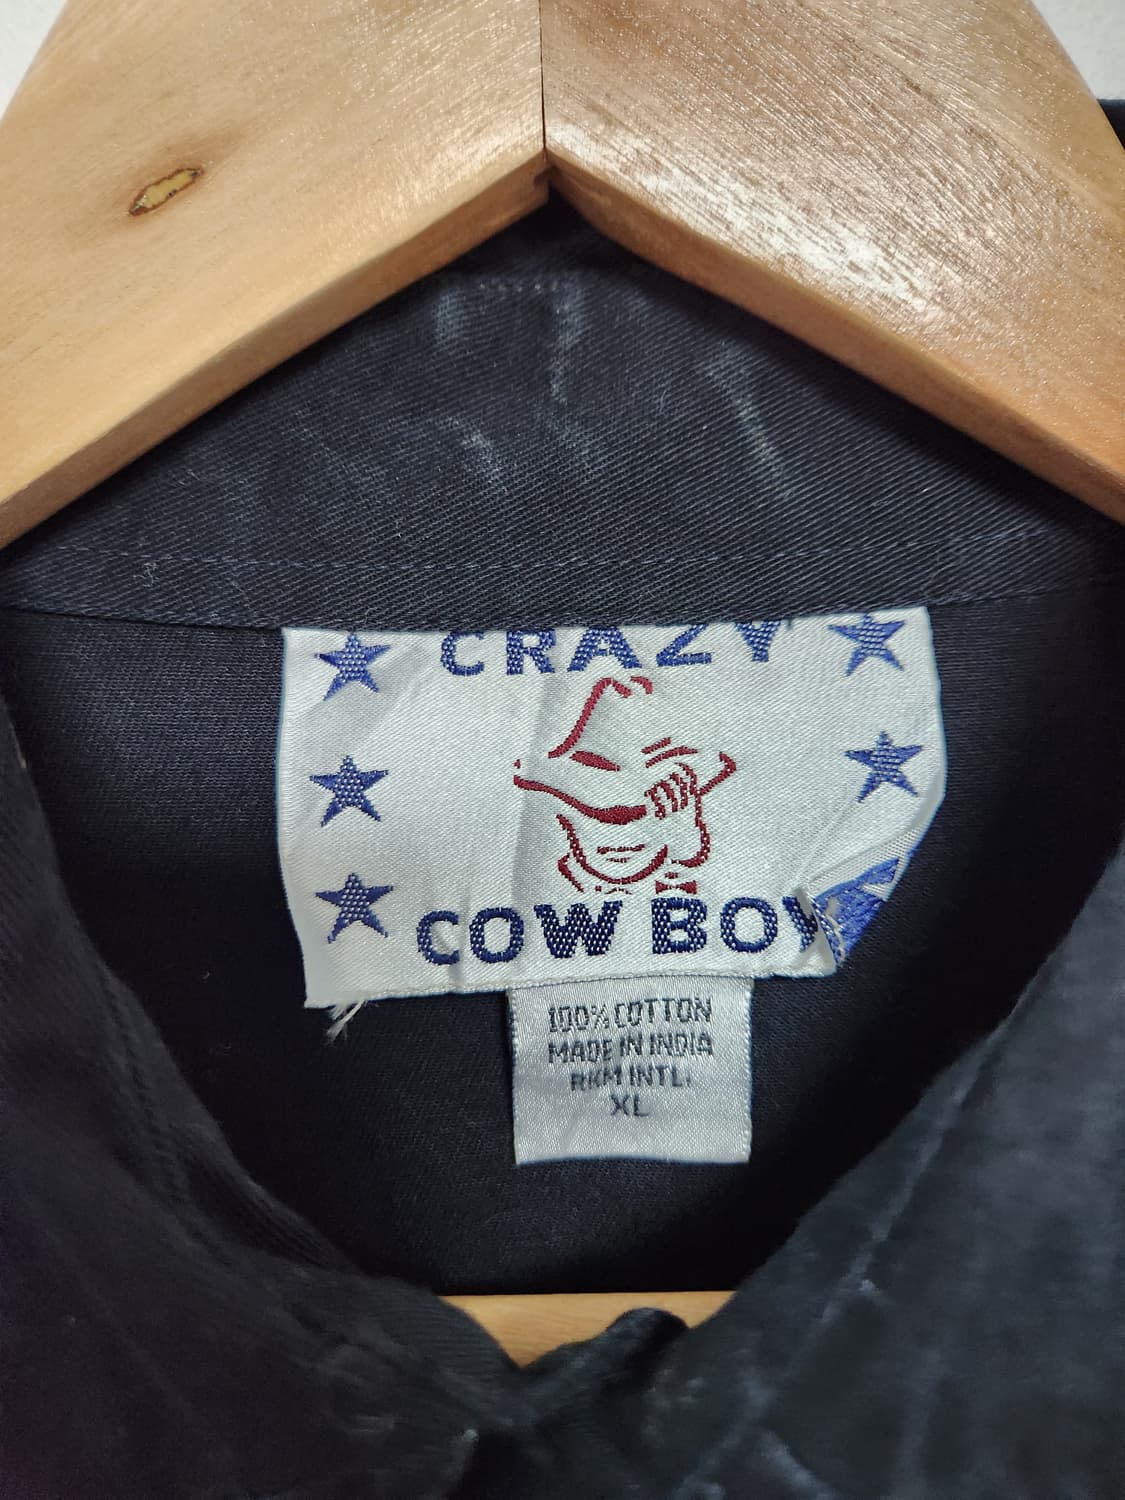 CRAZY
COW BOY
100% COTTON
MADE IN INDIA
RKM INTL.
XL